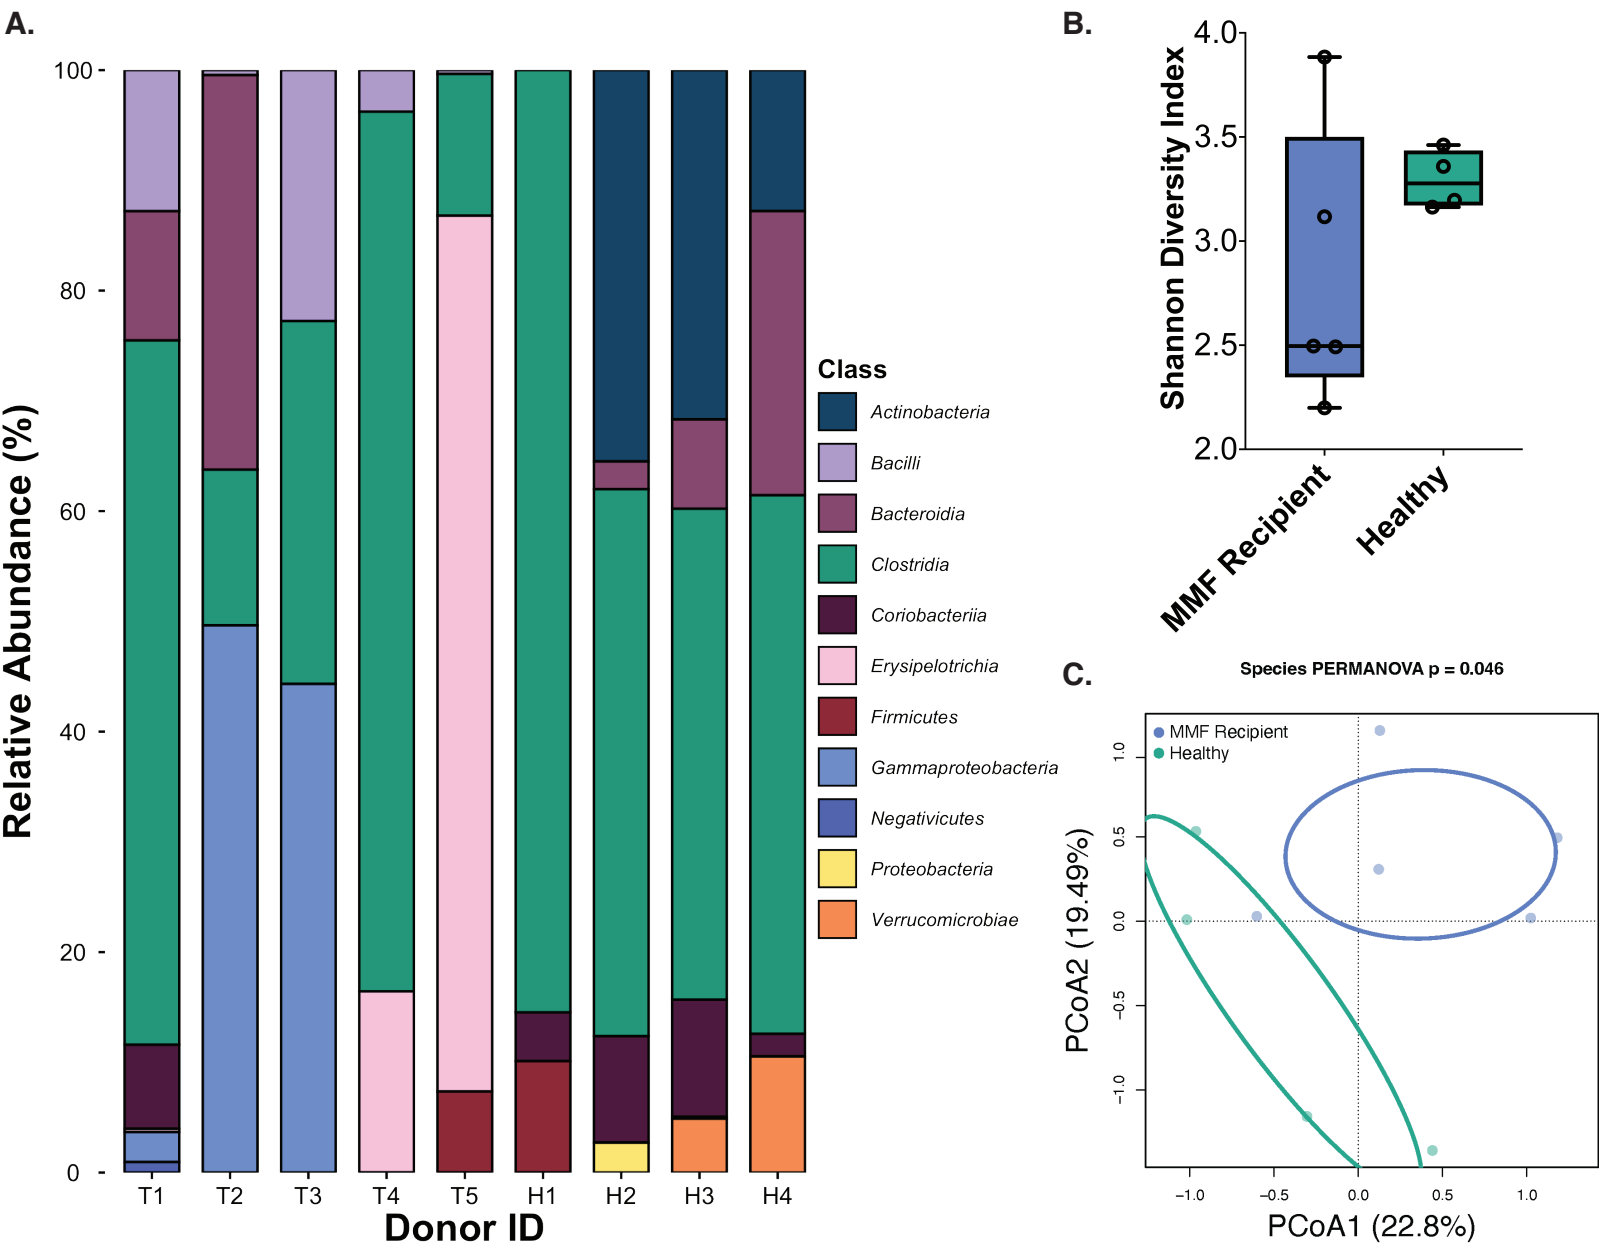 A.
Relative Abundance (%)
100
80
60
40
20
0
T1
T2
T3
T4
T5
H1
H2
H3
H4
Donor ID
Class
Actinobacteria
Bacilli
Bacteroidia
Clostridia
Coriobacteriia
Erysipelotrichia
Firmicutes
Gammaproteobacteria
Negativicutes
Proteobacteria
Verrucomicrobiae
B.
Shannon Diversity Index
4.0
3.5
3.0
2.5
2.0
MMF Recipient
Healthy
C.
Species PERMANOVA p = 0.046
MMF Recipient
Healthy
PCoA2 (19.49%)
1.0
0.5
0.0
−0.5
−1.0
−1.0
−0.5
0.0
0.5
1.0
PCoA1 (22.8%)